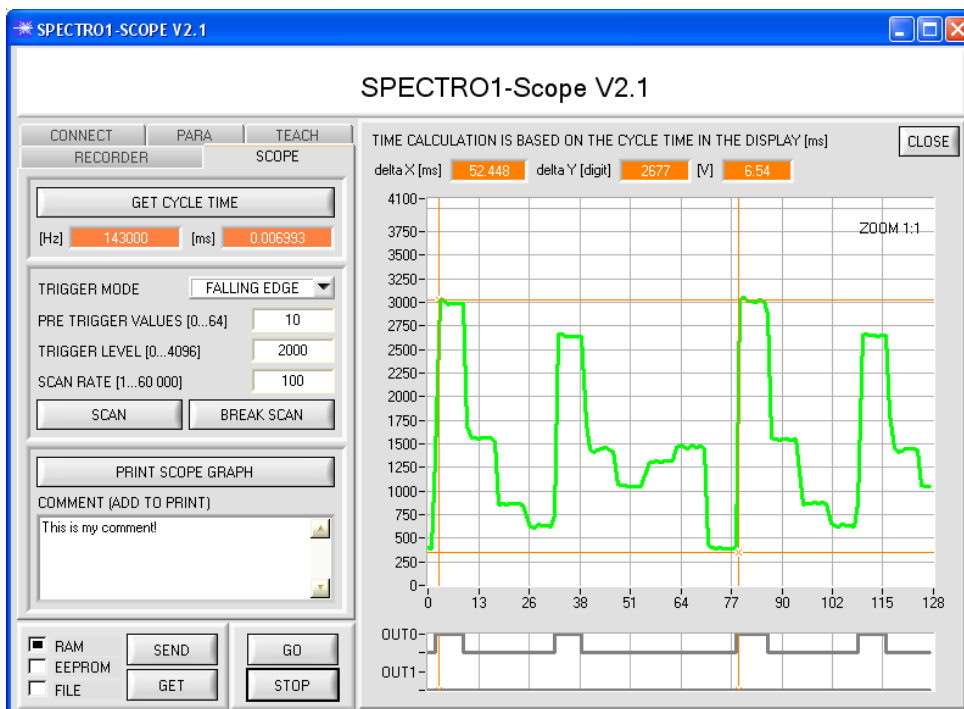 SPECTRO1-SCOPE V2.1
SPECTRO1-Scope V2.1
CONNECT PARA TEACH
RECORDER SCOPE
GET CYCLE TIME
[Hz] 143000 [ms] 0.006993
TRIGGER MODE FALLING EDGE
PRE TRIGGER VALUES [0...64] 10
TRIGGER LEVEL [0...4096] 2000
SCAN RATE [1...60 000] 100
SCAN BREAK SCAN
PRINT SCOPE GRAPH
COMMENT (ADD TO PRINT)
This is my comment!
RAM
EEPROM
FILE
SEND
GET
GO
STOP
TIME CALCULATION IS BASED ON THE CYCLE TIME IN THE DISPLAY [ms]
CLOSE
delta X [ms] 52.448 delta Y [digit] 2677 [V] 6.54
ZOOM 1:1
4100
3750
3500
3250
3000
2750
2500
2250
2000
1750
1500
1250
1000
750
500
250
0
0 13 26 38 51 64 77 90 102 115 128
OUT0
OUT1